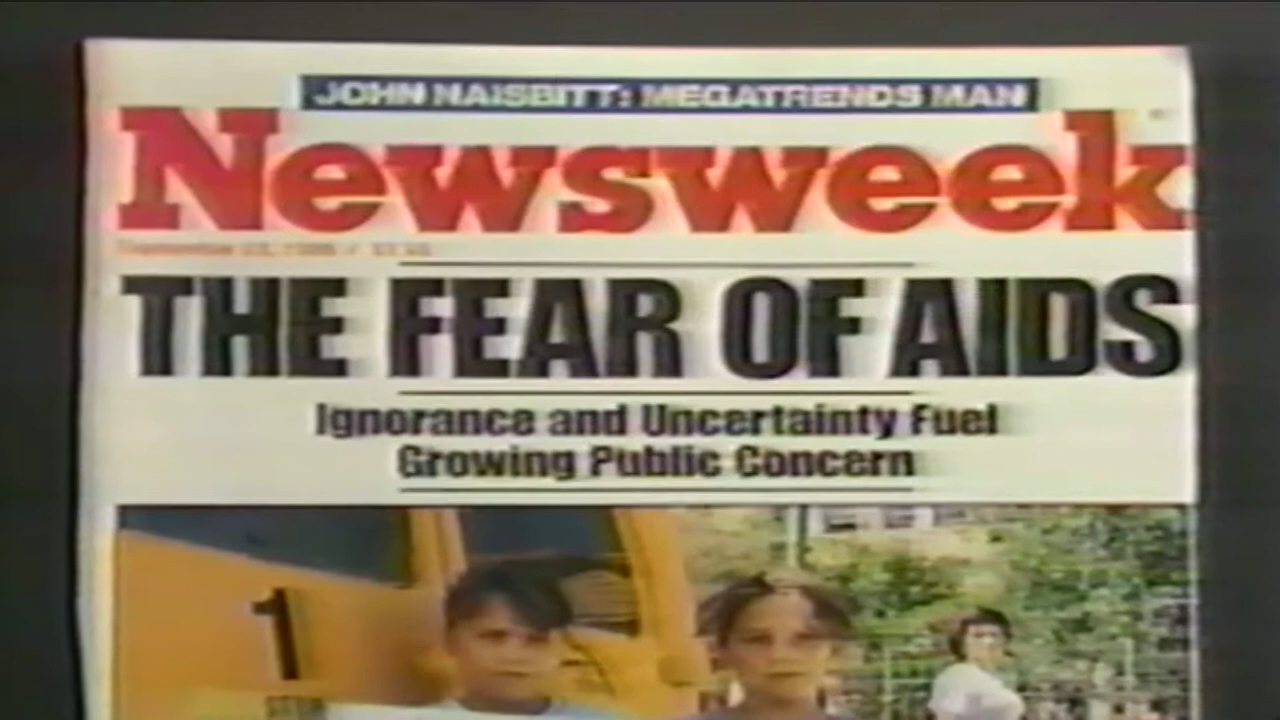 JOHN NAISBITT: MEGATRENDS MAN
Newsweek
THE FEAR OF AIDS
Ignorance and Uncertainty Fuel
Growing Public Concern
1